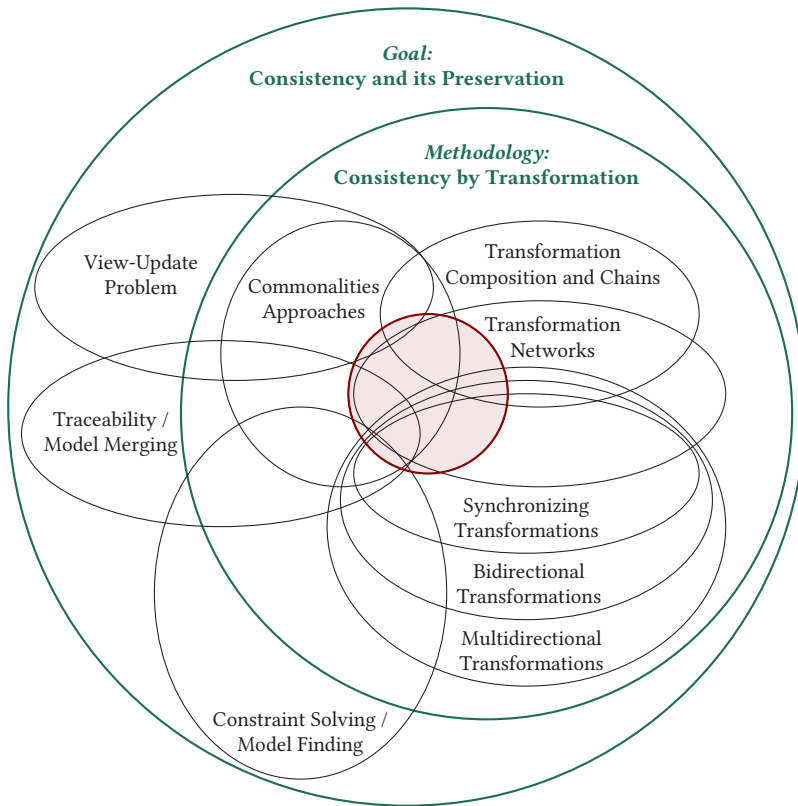 Goal:
Consistency and its Preservation
Methodology:
Consistency by Transformation
View-Update
Problem
Commonalities
Approaches
Transformation
Composition and Chains
Transformation
Networks
Traceability /
Model Merging
Synchronizing
Transformations
Bidirectional
Transformations
Multidirectional
Transformations
Constraint Solving /
Model Finding